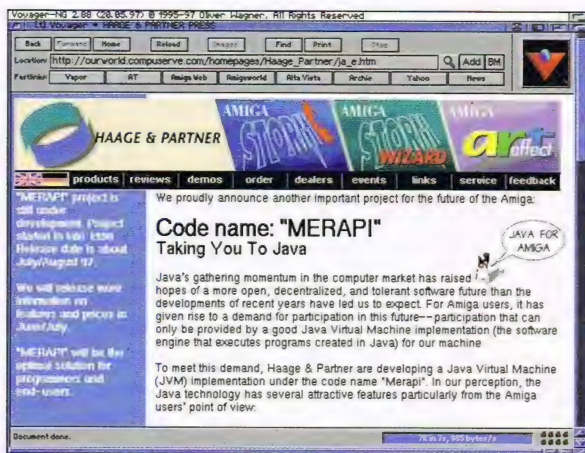 Voyager-NG 2.88 (20.05.97) © 1995-97 Oliver Wagner, All Rights Reserved
Voyager • HAAGE & PARTNER PRESS
Back Forward Home Reload Images Find Print Stop
Location http://ourworld.compuserve.com/homepages/Haage_Partner/ja_e.htm Add BM
Fastlinks Vapor AT Amiga Web Amigaworld Alta Vista Archie Yahoo News
HAAGE & PARTNER
AMIGA STORM
AMIGA STORM WIZARD
AMIGA art effect
products reviews demos order dealers events links service feedback
"MERAPI" project is
still under
development. Project
Release date is about
July/August 97.
We will release more
information on
features and prices in
June/July.
"MERAPI" will be the
optimal solution for
programmers and
end-users.
We proudly announce another important project for the future of the Amiga:
Code name: "MERAPI"
Taking You To Java
JAVA FOR
AMIGA
Java's gathering momentum in the computer market has raised
hopes of a more open, decentralized, and tolerant software future than the
developments of recent years have led us to expect. For Amiga users, it has
given rise to a demand for participation in this future--participation that can
only be provided by a good Java Virtual Machine implementation (the software
engine that executes programs created in Java) for our machine
To meet this demand, Haage & Partner are developing a Java Virtual Machine
(JVM) implementation under the code name "Merapi". In our perception, the
Java technology has several attractive features particularly from the Amiga
users' point of view:
Document done.
7K in 7s, 985 bytes/s